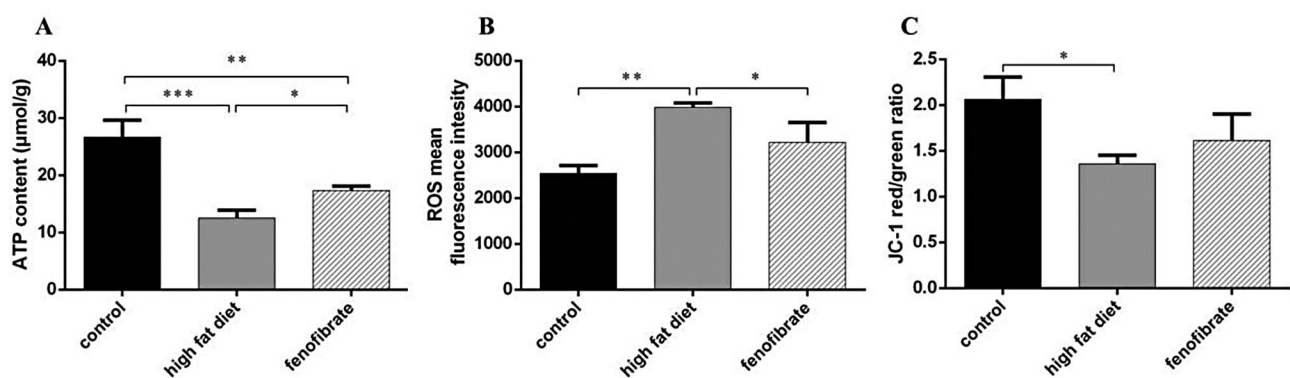 A
ATP content (µmol/g)
40
30
20
10
0
**
***
*
control
high fat diet
fenofibrate
B
ROS mean
fluorescence intesity
5000
4000
3000
2000
1000
0
**
*
control
high fat diet
fenofibrate
C
JC-1 red/green ratio
2.5
2.0
1.5
1.0
0.5
0.0
*
control
high fat diet
fenofibrate